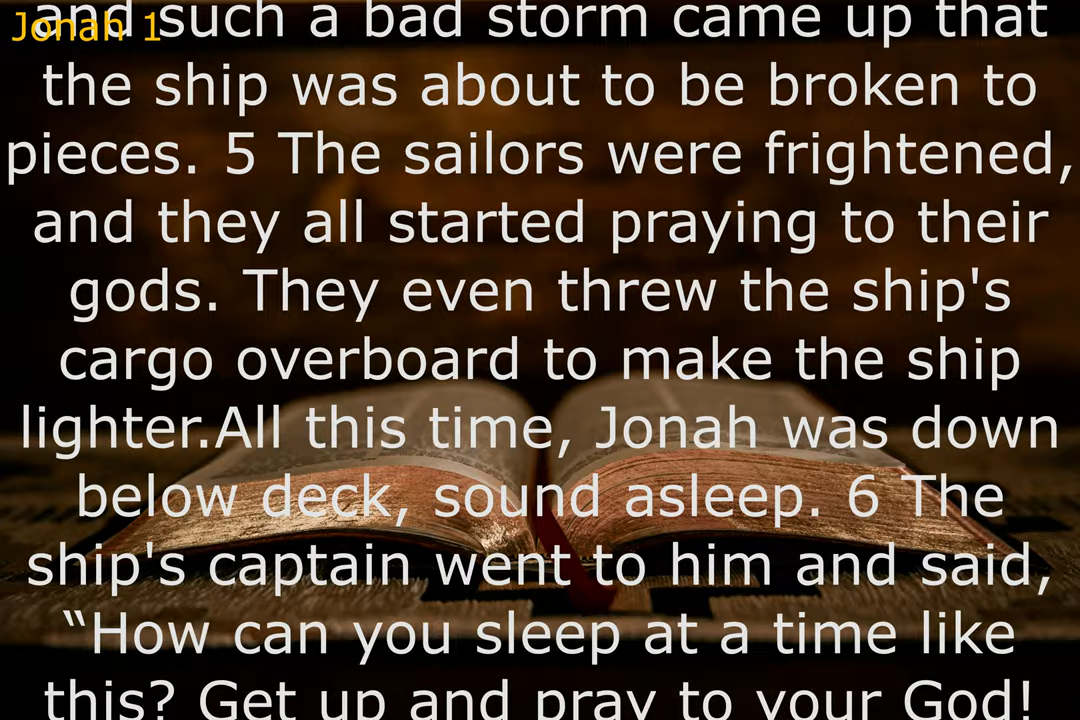 Jonah 1
and such a bad storm came up that
the ship was about to be broken to
pieces. 5 The sailors were frightened,
and they all started praying to their
gods. They even threw the ship's
cargo overboard to make the ship
lighter.All this time, Jonah was down
below deck, sound asleep. 6 The
ship's captain went to him and said,
“How can you sleep at a time like
this? Get up and pray to your God!